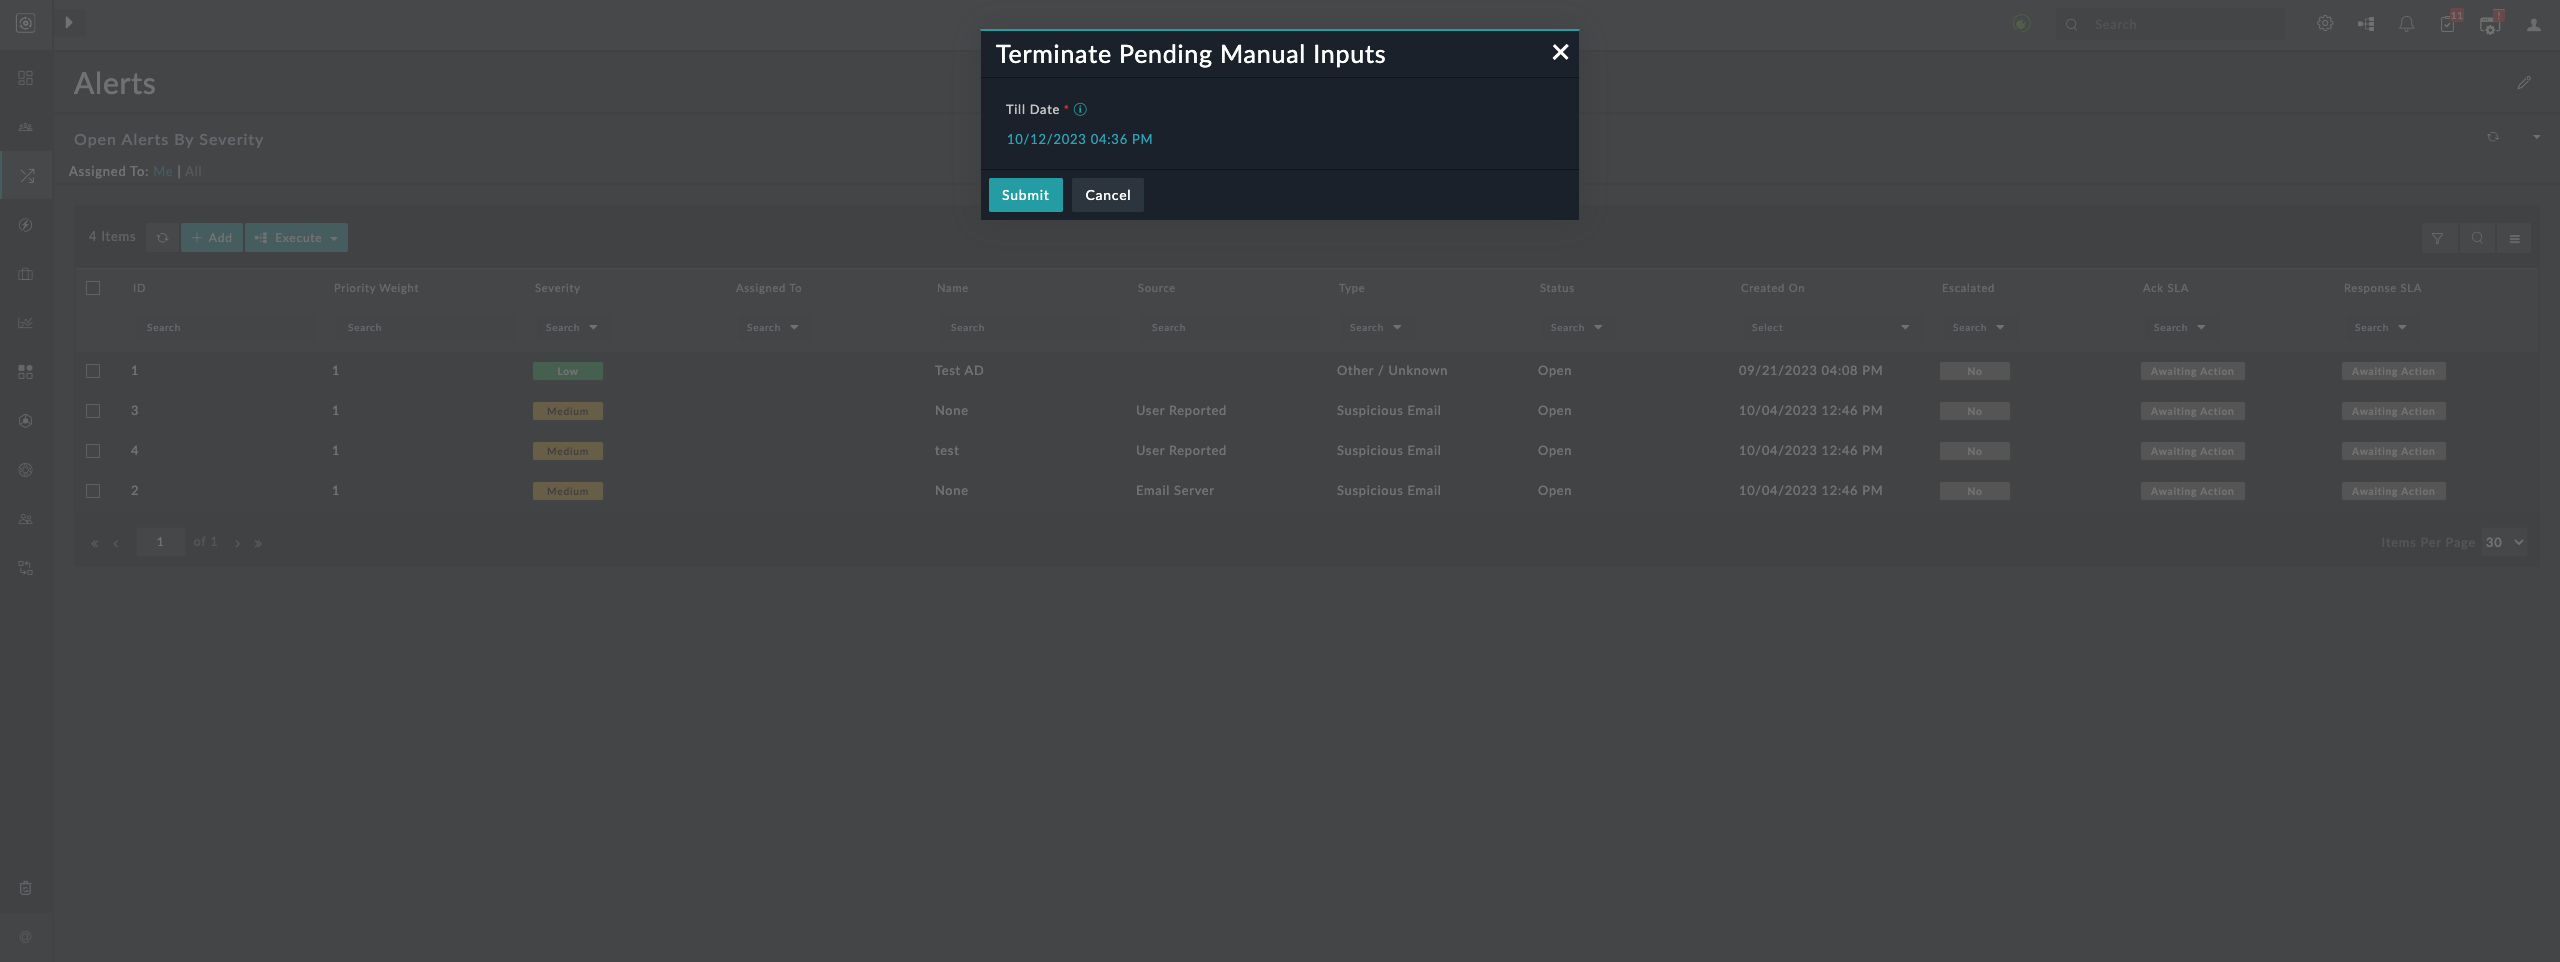 Search
11
!
Terminate Pending Manual Inputs
Till Date *
10/12/2023 04:36 PM
Submit Cancel
Alerts
Open Alerts By Severity
Assigned To: Me | All
4 Items + Add Execute
ID Priority Weight Severity Assigned To Name Source Type Status Created On Escalated Ack SLA Response SLA
Search Search Search Search Search Search Search Search Select Search Search Search
1 1 Low Test AD Other / Unknown Open 09/21/2023 04:08 PM No Awaiting Action Awaiting Action
3 1 Medium None User Reported Suspicious Email Open 10/04/2023 12:46 PM No Awaiting Action Awaiting Action
4 1 Medium test User Reported Suspicious Email Open 10/04/2023 12:46 PM No Awaiting Action Awaiting Action
2 1 Medium None Email Server Suspicious Email Open 10/04/2023 12:46 PM No Awaiting Action Awaiting Action
« ‹ 1 of 1 › » Items Per Page 30